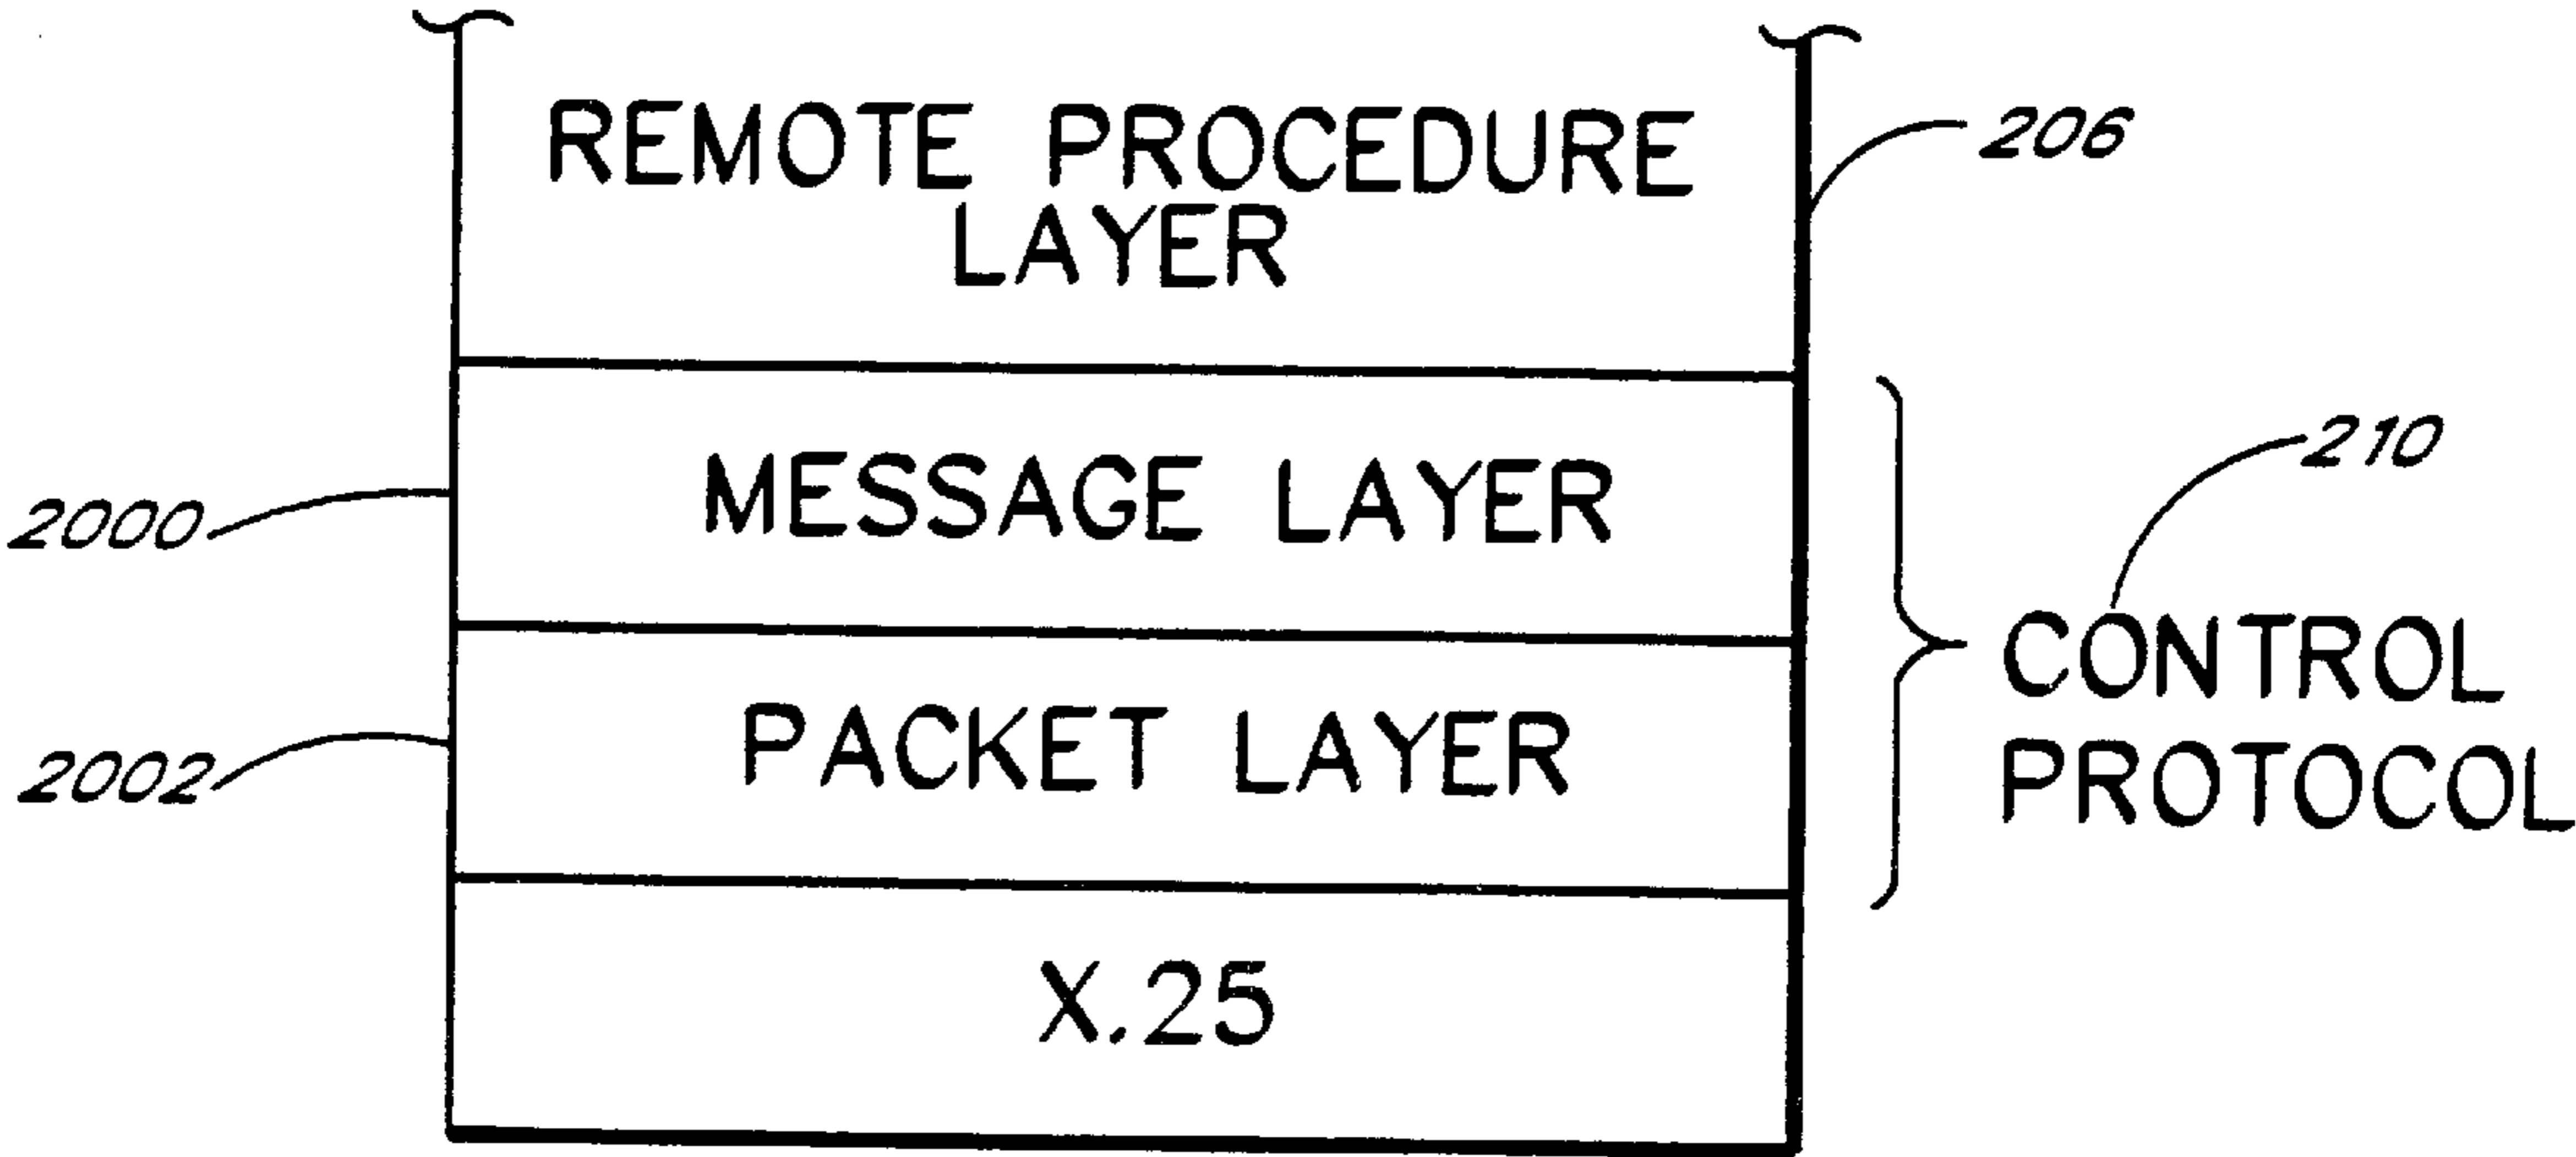 REMOTE PROCEDURE
LAYER
206
MESSAGE LAYER
2000
210
CONTROL
PROTOCOL
PACKET LAYER
2002
X.25